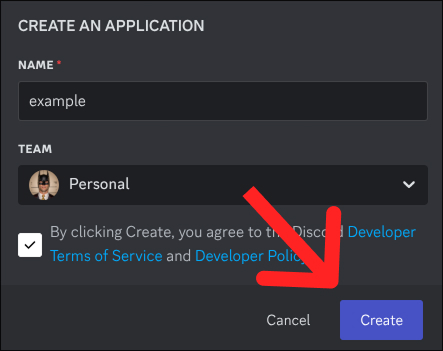 CREATE AN APPLICATION
NAME *
example
TEAM
Personal
By clicking Create, you agree to the Discord Developer
Terms of Service and Developer Policy
Cancel
Create